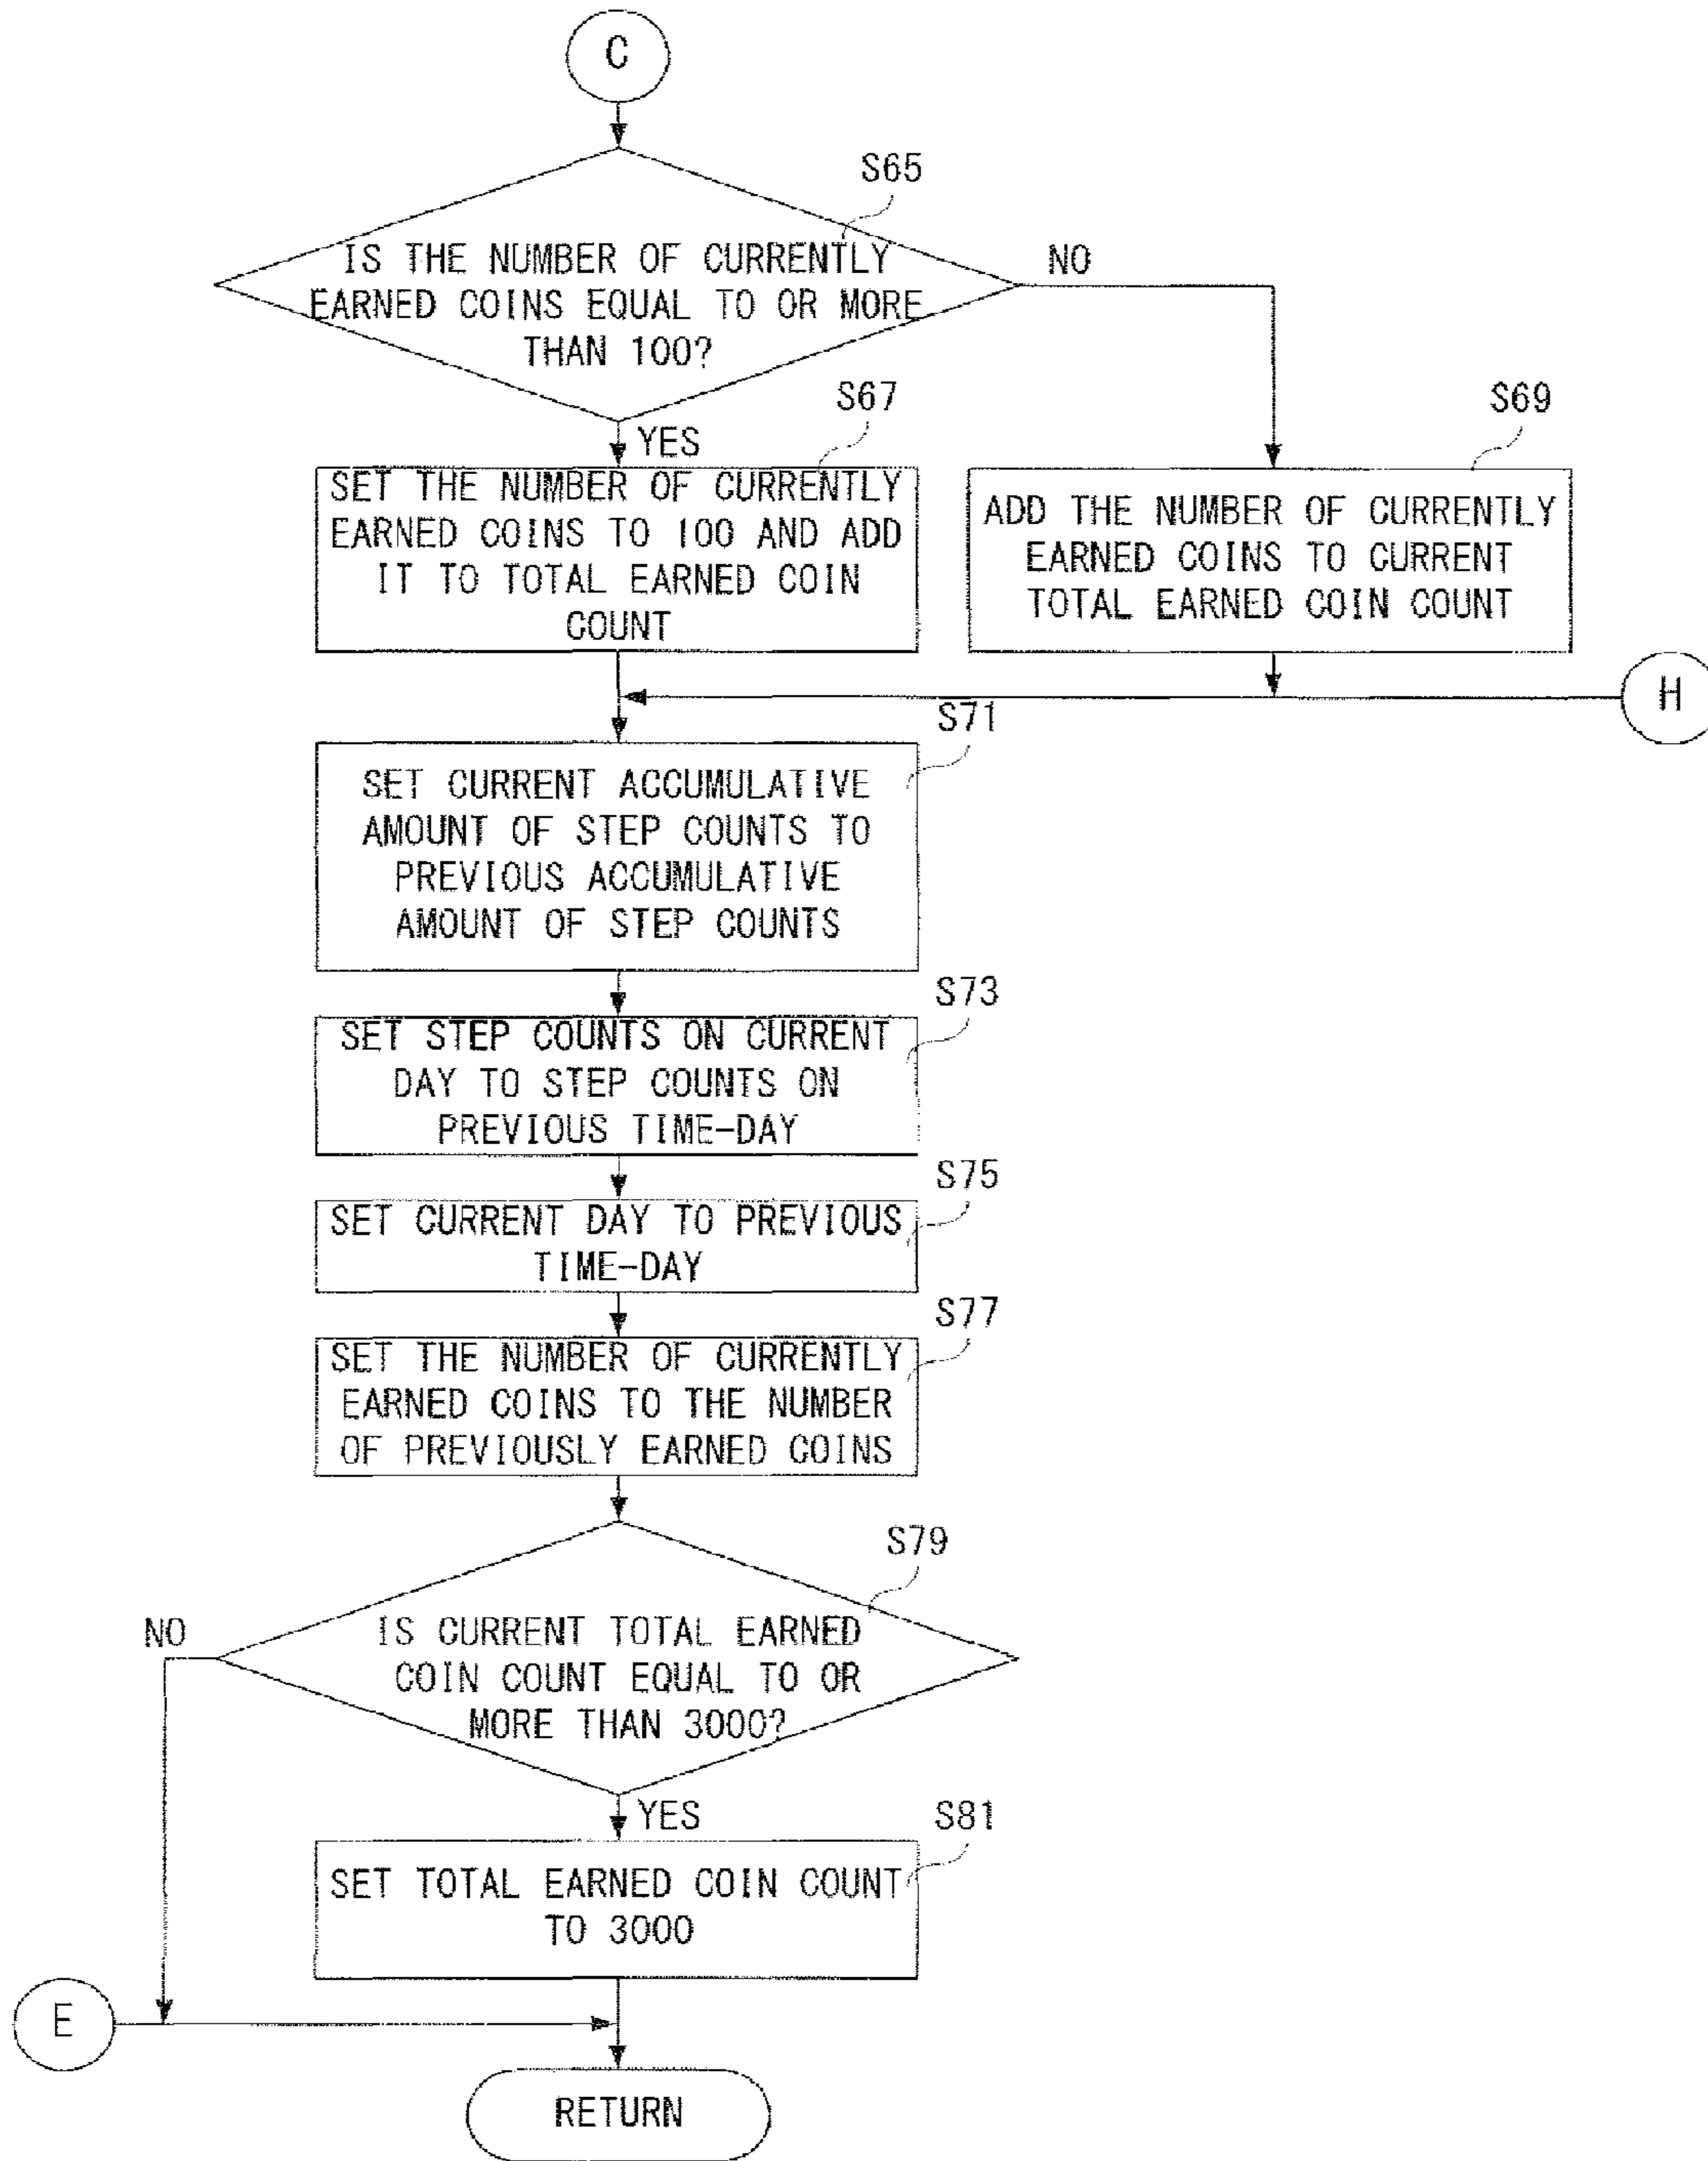 C
S65
IS THE NUMBER OF CURRENTLY
EARNED COINS EQUAL TO OR MORE
THAN 100?
NO
YES
S67
SET THE NUMBER OF CURRENTLY
EARNED COINS TO 100 AND ADD
IT TO TOTAL EARNED COIN
COUNT
S69
ADD THE NUMBER OF CURRENTLY
EARNED COINS TO CURRENT
TOTAL EARNED COIN COUNT
H
S71
SET CURRENT ACCUMULATIVE
AMOUNT OF STEP COUNTS TO
PREVIOUS ACCUMULATIVE
AMOUNT OF STEP COUNTS
S73
SET STEP COUNTS ON CURRENT
DAY TO STEP COUNTS ON
PREVIOUS TIME-DAY
S75
SET CURRENT DAY TO PREVIOUS
TIME-DAY
S77
SET THE NUMBER OF CURRENTLY
EARNED COINS TO THE NUMBER
OF PREVIOUSLY EARNED COINS
S79
NO
IS CURRENT TOTAL EARNED
COIN COUNT EQUAL TO OR
MORE THAN 3000?
YES
S81
SET TOTAL EARNED COIN COUNT
TO 3000
E
RETURN